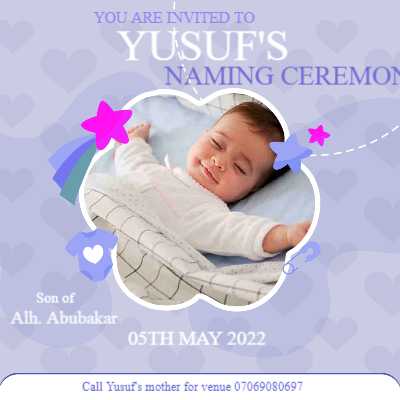 YOU ARE INVITED TO
YUSUF'S
NAMING CEREMON
Son of
Alh. Abubakar
05TH MAY 2022
Call Yusuf's mother for venue 07069080697